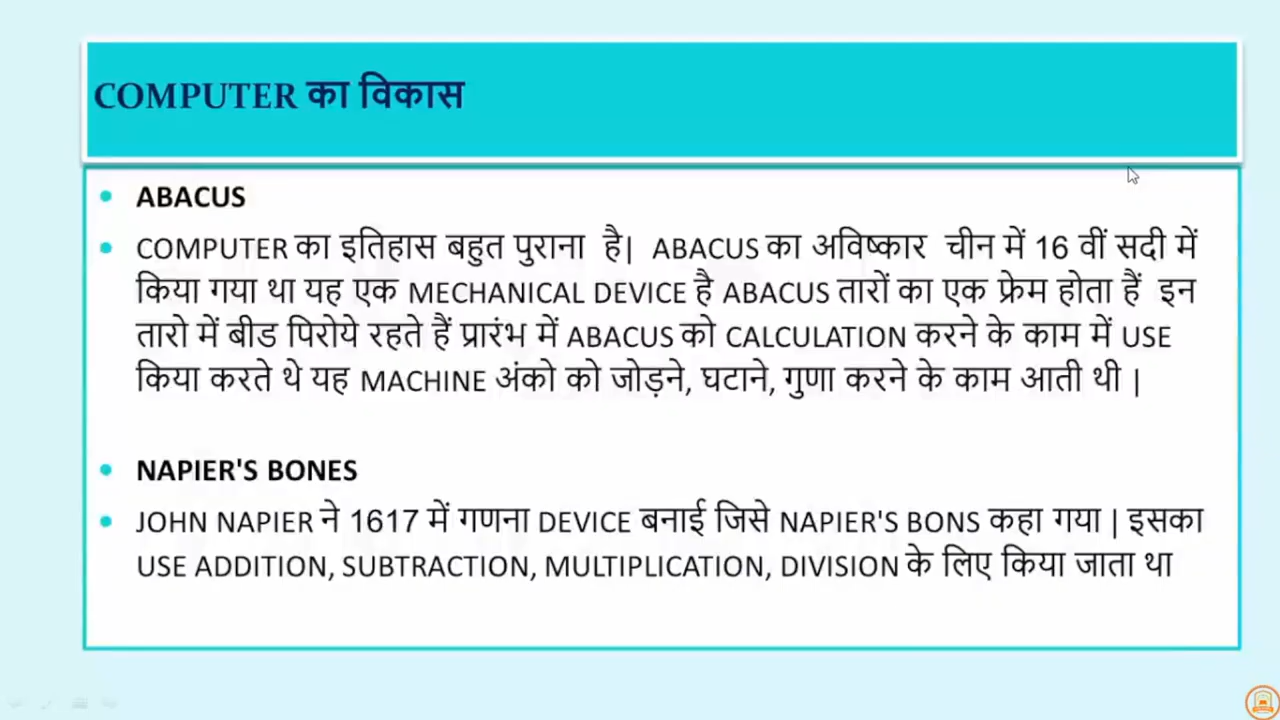 COMPUTER का विकास
ABACUS
COMPUTER का इतिहास बहुत पुराना है| ABACUS का अविष्कार चीन में 16 वीं सदी में
किया गया था यह एक MECHANICAL DEVICE है ABACUS तारों का एक फ्रेम होता हैं इन
तारो में बीड पिरोये रहते हैं प्रारंभ में ABACUS को CALCULATION करने के काम में USE
किया करते थे यह MACHINE अंको को जोड़ने, घटाने, गुणा करने के काम आती थी |
NAPIER'S BONES
JOHN NAPIER ने 1617 में गणना DEVICE बनाई जिसे NAPIER'S BONS कहा गया | इसका
USE ADDITION, SUBTRACTION, MULTIPLICATION, DIVISION के लिए किया जाता था